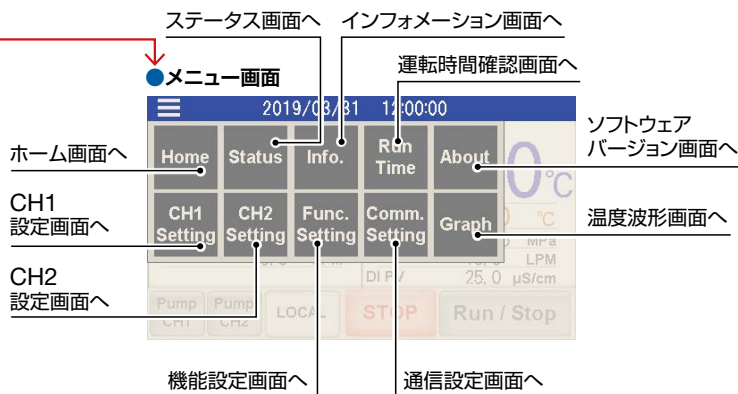 ステータス画面へ
インフォメーション画面へ
運転時間確認画面へ
●メニュー画面
2019/03/31 12:00:00
ソフトウェア
バージョン画面へ
ホーム画面へ
Home
Status
Info.
Run
Time
About
0℃
CH1
設定画面へ
CH1
Setting
CH2
Setting
Func.
Setting
Comm.
Setting
Graph
℃
温度波形画面へ
MPa
LPM
CH2
設定画面へ
DI PV
25.0 μS/cm
Pump
CH1
Pump
CH2
LOCAL
STOP
Run / Stop
機能設定画面へ
通信設定画面へ